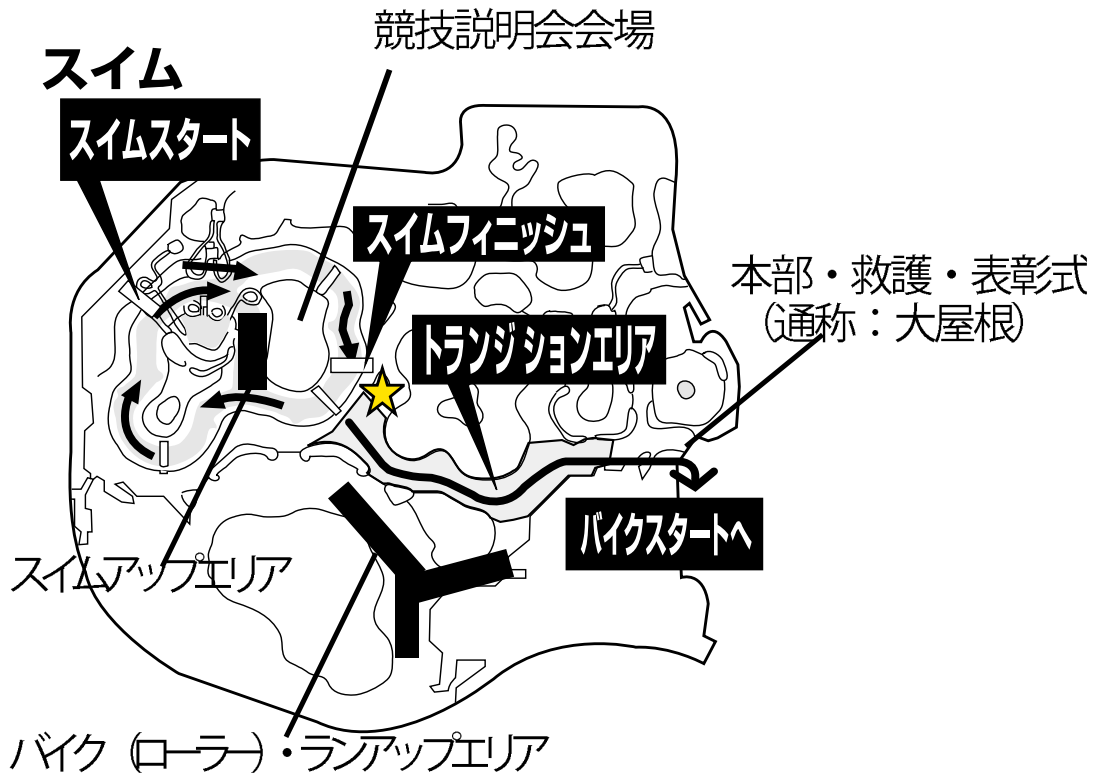 競技説明会会場
スイム
スイムスタート
スイムフィニッシュ
本部・救護・表彰式
（通称：大屋根）
トランジションエリア
バイクスタートへ
スイムアップエリア
バイク（ローラー）・ランアップエリア